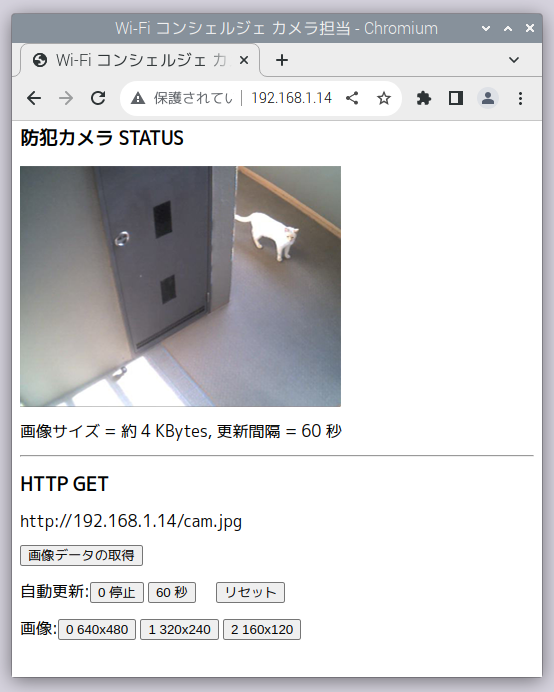 Wi-Fi コンシェルジェ カメラ担当 - Chromium
Wi-Fi コンシェルジェ カ
保護されてい 192.168.1.14
防犯カメラ STATUS
画像サイズ = 約 4 KBytes, 更新間隔 = 60 秒
HTTP GET
http://192.168.1.14/cam.jpg
画像データの取得
自動更新: 0 停止 60 秒 リセット
画像: 0 640x480 1 320x240 2 160x120